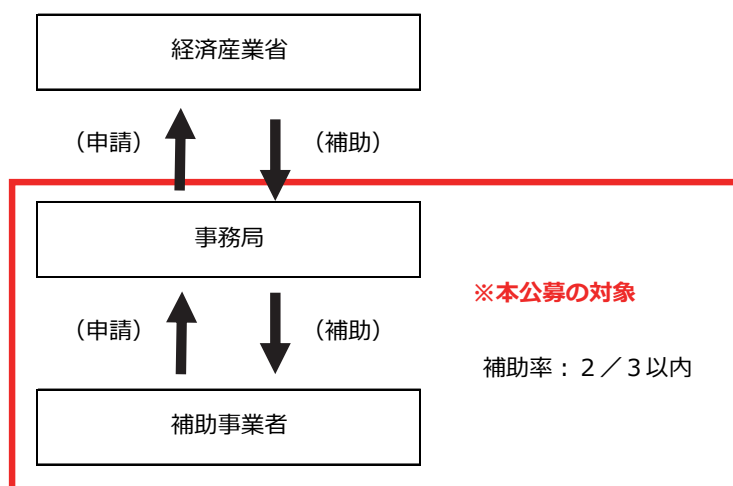 経済産業省
（申請）
（補助）
事務局
※本公募の対象
（申請）
（補助）
補助率：２／３以内
補助事業者